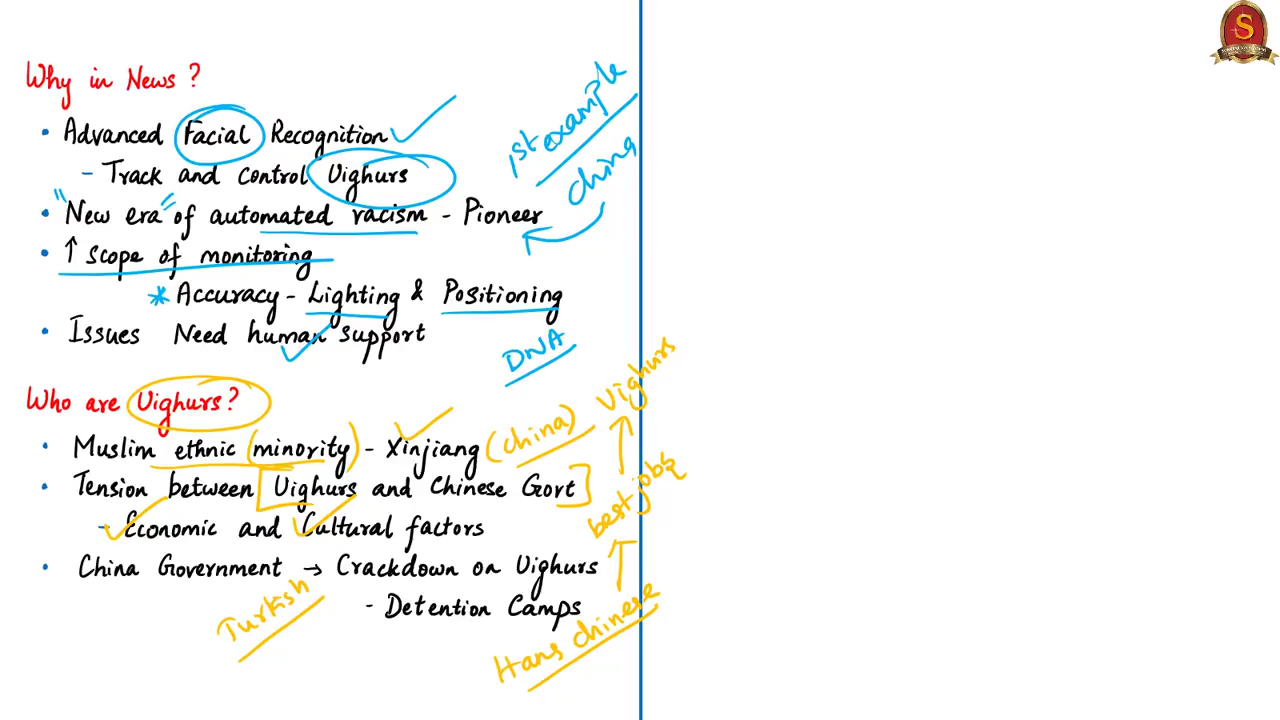 Why in News ?
• Advanced Facial Recognition
- Track and control Uighurs
• "New era" of automated racism - Pioneer
• ↑ scope of monitoring
* Accuracy - Lighting & Positioning
• Issues Need human support
1st example
China
DNA
Who are Uighurs?
• Muslim ethnic (minority) - Xinjiang (China)
• Tension between [Uighurs and Chinese Govt]
- Economic and Cultural factors
• China Government → Crackdown on Uighurs
- Detention Camps
Turkish
Uighurs
↑
best jobs
↑
Hans chinese
S